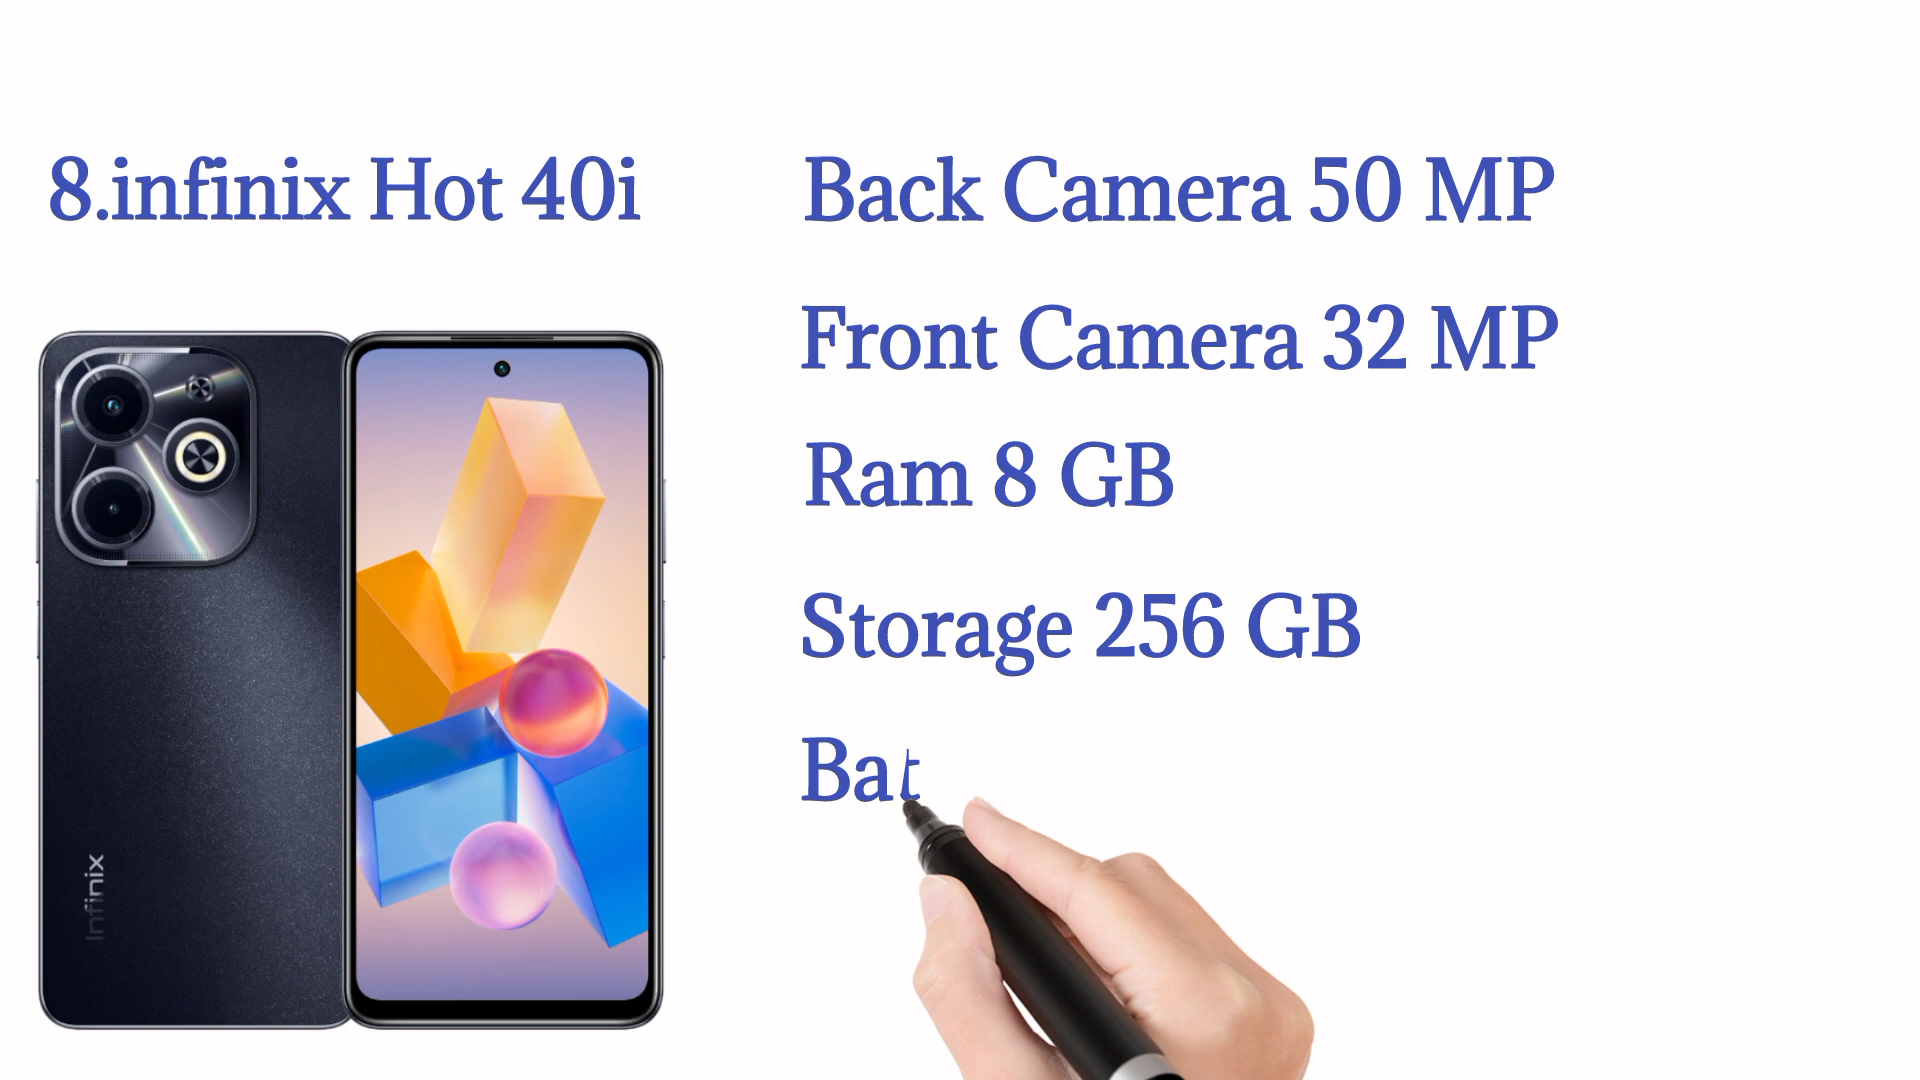 8.infinix Hot 40i
Back Camera 50 MP
Front Camera 32 MP
Ram 8 GB
Storage 256 GB
Bat
Infinix